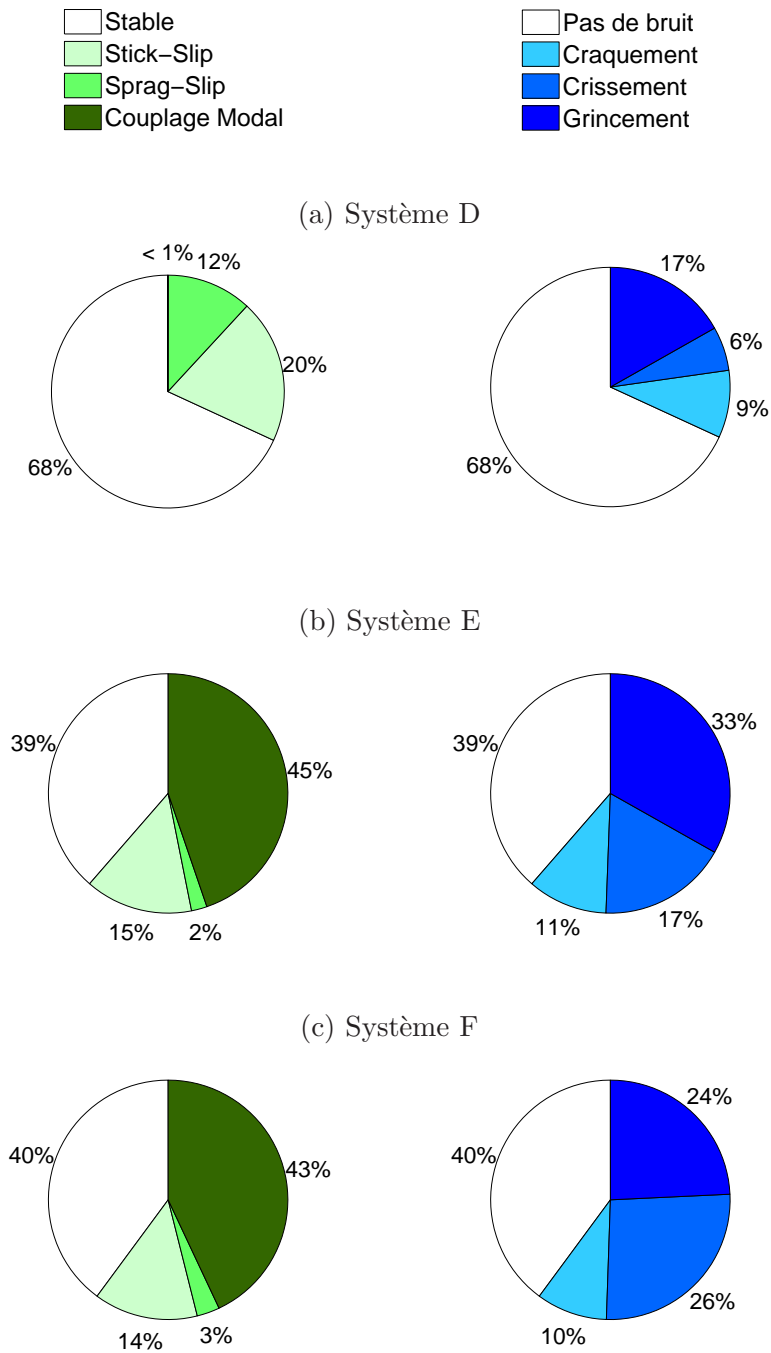 Stable
Stick–Slip
Sprag–Slip
Couplage Modal
Pas de bruit
Craquement
Crissement
Grincement
(a) Système D
< 1%
12%
20%
68%
17%
6%
9%
68%
(b) Système E
39%
45%
15%
2%
39%
33%
11%
17%
(c) Système F
40%
43%
14%
3%
40%
24%
26%
10%